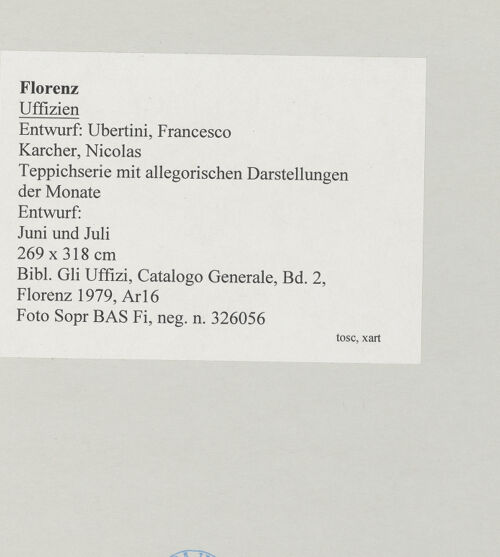 Florenz
Uffizien
Entwurf: Ubertini, Francesco
Karcher, Nicolas
Teppichserie mit allegorischen Darstellungen
der Monate
Entwurf:
Juni und Juli
269 x 318 cm
Bibl. Gli Uffizi, Catalogo Generale, Bd. 2,
Florenz 1979, Ar16
Foto Sopr BAS Fi, neg. n. 326056
tosc, xart